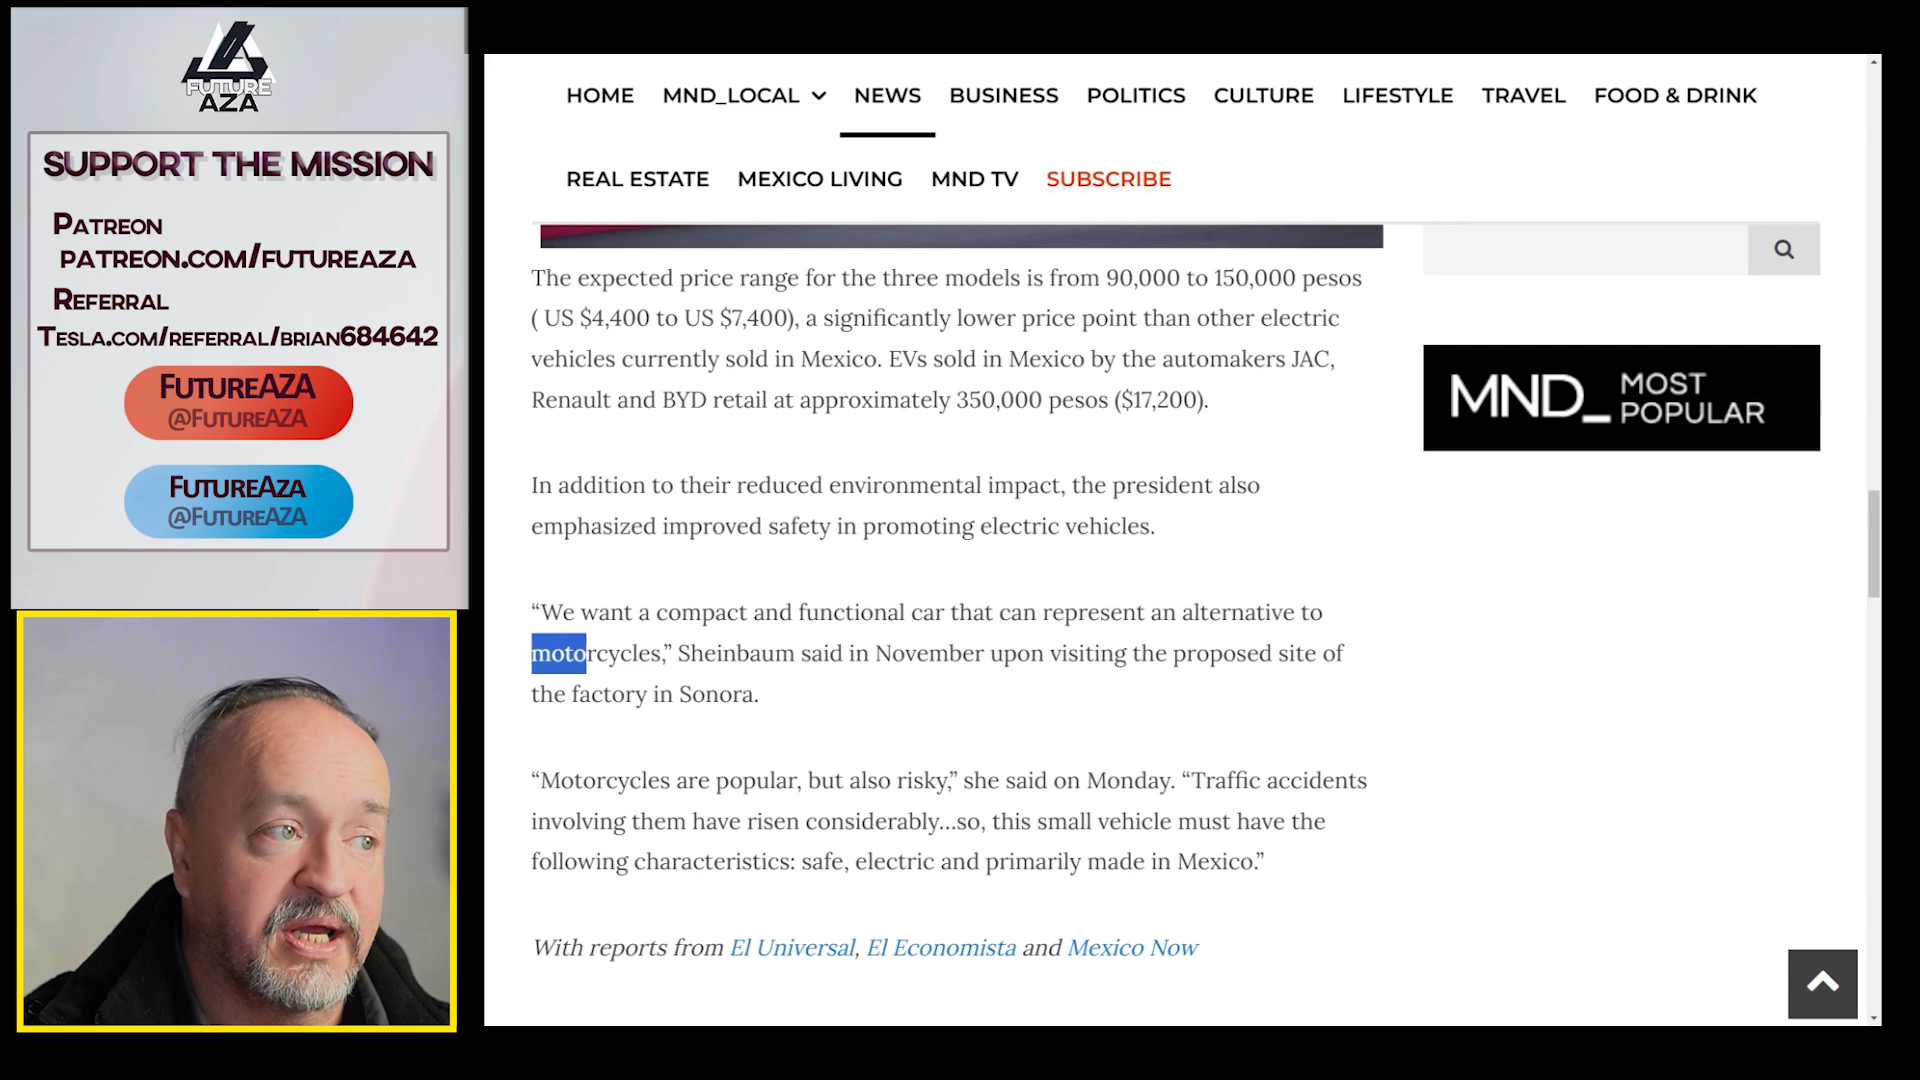 FUTURE
AZA
SUPPORT THE MISSION
PATREON
PATREON.COM/FUTUREAZA
REFERRAL
TESLA.COM/REFERRAL/BRIAN684642
FUTUREAZA
@FUTUREAZA
FUTUREAZA
@FUTUREAZA
HOME MND_LOCAL NEWS BUSINESS POLITICS CULTURE LIFESTYLE TRAVEL FOOD & DRINK
REAL ESTATE MEXICO LIVING MND TV SUBSCRIBE
The expected price range for the three models is from 90,000 to 150,000 pesos
( US $4,400 to US $7,400), a significantly lower price point than other electric
vehicles currently sold in Mexico. EVs sold in Mexico by the automakers JAC,
Renault and BYD retail at approximately 350,000 pesos ($17,200).
In addition to their reduced environmental impact, the president also
emphasized improved safety in promoting electric vehicles.
“We want a compact and functional car that can represent an alternative to
motorcycles,” Sheinbaum said in November upon visiting the proposed site of
the factory in Sonora.
“Motorcycles are popular, but also risky,” she said on Monday. “Traffic accidents
involving them have risen considerably…so, this small vehicle must have the
following characteristics: safe, electric and primarily made in Mexico.”
With reports from El Universal, El Economista and Mexico Now
MND_ MOST
POPULAR